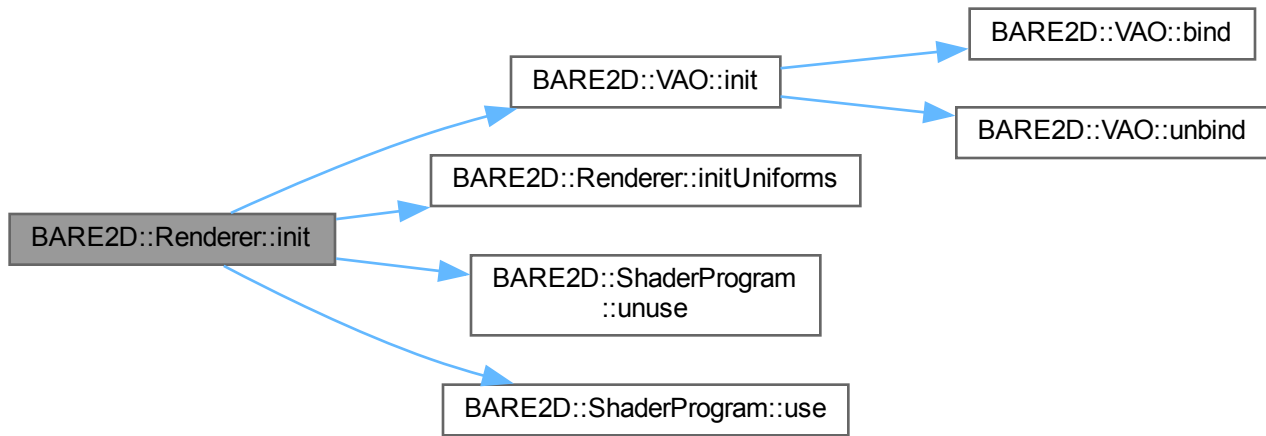 BARE2D::Renderer::init
BARE2D::VAO::init
BARE2D::VAO::bind
BARE2D::VAO::unbind
BARE2D::Renderer::initUniforms
BARE2D::ShaderProgram
::unuse
BARE2D::ShaderProgram::use